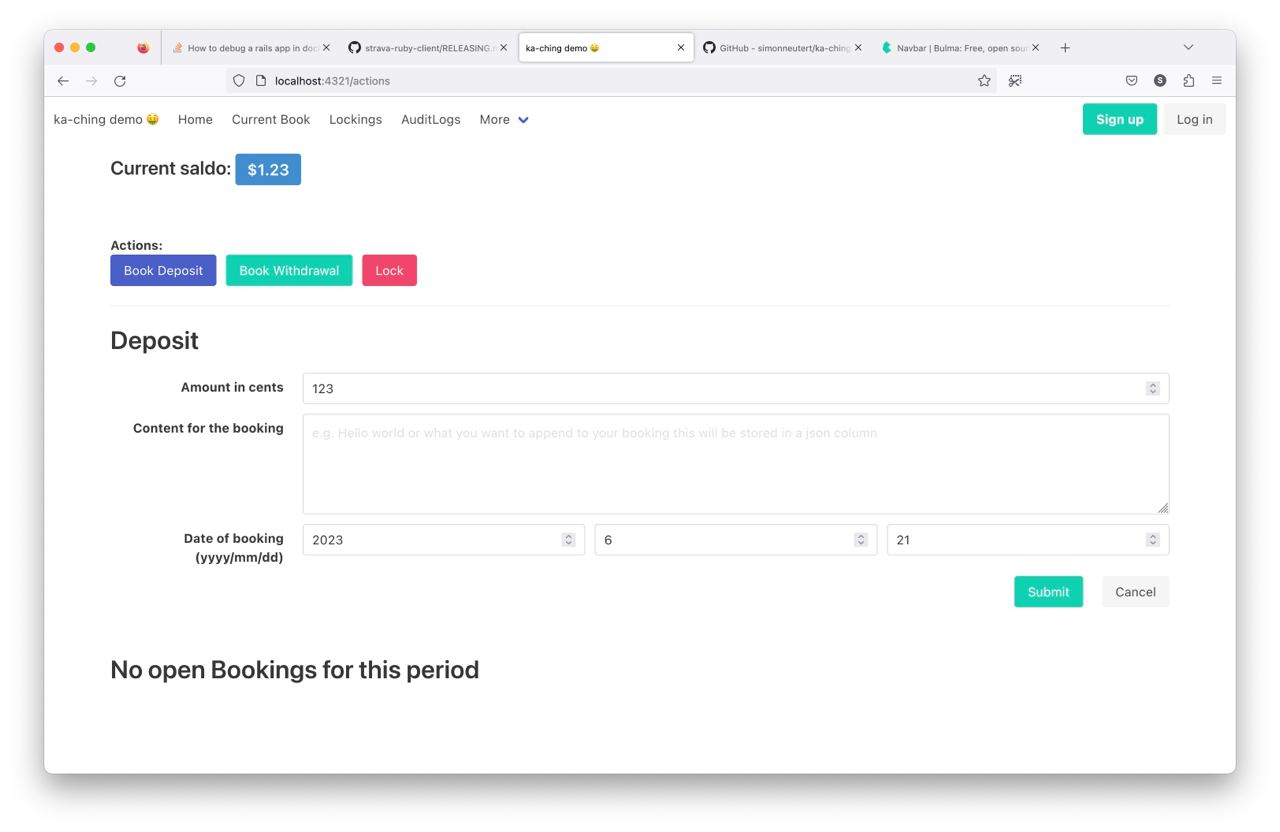 How to debug a rails app in doc
strava-ruby-client/RELEASING.
ka-ching demo 🤑
GitHub - simonneutert/ka-ching
Navbar | Bulma: Free, open sou
localhost:4321/actions
S
ka-ching demo 🤑 Home Current Book Lockings AuditLogs More Sign up Log in
Current saldo: $1.23
Actions:
Book Deposit Book Withdrawal Lock
Deposit
Amount in cents 123
Content for the booking e.g. Hello world or what you want to append to your booking this will be stored in a json column
Date of booking 2023 6 21
(yyyy/mm/dd)
Submit Cancel
No open Bookings for this period